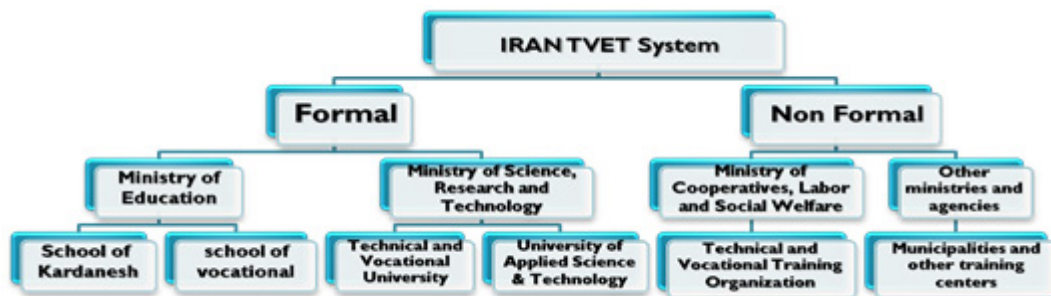 IRAN TVET System
Formal
Non Formal
Ministry of
Education
Ministry of Science,
Research and
Technology
Ministry of
Cooperatives, Labor
and Social Welfare
Other
ministries and
agencies
School of
Kardanesh
school of
vocational
Technical and
Vocational
University
University of
Applied Science
& Technology
Technical and
Vocational Training
Organization
Municipalities and
other training
centers